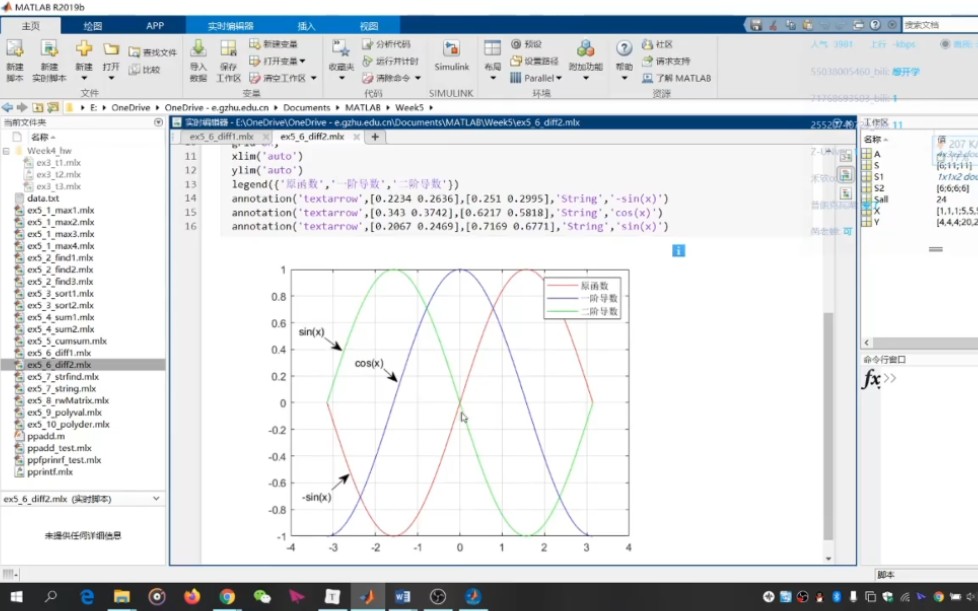 MATLAB R2019b
主页 绘图 APP 实时编辑器 插入 视图
搜索文档
新建脚本 新建实时脚本 新建 打开 查找文件 比较
导入数据 保存工作区 新建变量 打开变量 清空工作区
收藏夹 分析代码 运行并计时 清除命令
Simulink
布局 预设 设置路径 Parallel 附加功能
帮助 社区 请求支持 了解 MATLAB
文件 变量 代码 SIMULINK 环境 资源
E: OneDrive OneDrive - e.gzhu.edu.cn Documents MATLAB Week5
当前文件夹
名称
Week4_hw
ex3_t1.mlx
ex3_t2.mlx
ex3_t3.mlx
data.txt
ex5_1_max1.mlx
ex5_1_max2.mlx
ex5_1_max3.mlx
ex5_1_max4.mlx
ex5_2_find1.mlx
ex5_2_find2.mlx
ex5_2_find3.mlx
ex5_3_sort1.mlx
ex5_3_sort2.mlx
ex5_4_sum1.mlx
ex5_4_sum2.mlx
ex5_5_cumsum.mlx
ex5_6_diff1.mlx
ex5_6_diff2.mlx
ex5_7_strfind.mlx
ex5_7_string.mlx
ex5_8_rwMatrix.mlx
ex5_9_polyval.mlx
ex5_10_polyder.mlx
ppadd.m
ppadd_test.mlx
ppfprinrf_test.mlx
pprintf.mlx
ex5_6_diff2.mlx (实时脚本)
未提供任何详细信息
实时编辑器 - E:\OneDrive\OneDrive - e.gzhu.edu.cn\Documents\MATLAB\Week5\ex5_6_diff2.mlx
ex5_6_diff1.mlx ex5_6_diff2.mlx
11 xlim('auto')
12 ylim('auto')
13 legend({'原函数','一阶导数','二阶导数'})
14 annotation('textarrow',[0.2234 0.2636],[0.251 0.2995],'String','-sin(x)')
15 annotation('textarrow',[0.343 0.3742],[0.6217 0.5818],'String','cos(x)')
16 annotation('textarrow',[0.2067 0.2469],[0.7169 0.6771],'String','sin(x)')
1
0.8
0.6
0.4
0.2
0
-0.2
-0.4
-0.6
-0.8
-1
-4 -3 -2 -1 0 1 2 3 4
sin(x)
cos(x)
-sin(x)
原函数
一阶导数
二阶导数
工作区
名称 值
A
S [6;11;11]
S1 1x1x2 dou
S2 [6;6;6;6]
Sall 24
X [1,1,1;5,5,5
Y [4,4,4;20,2
207 K/
命令行窗口
fx >>
脚本